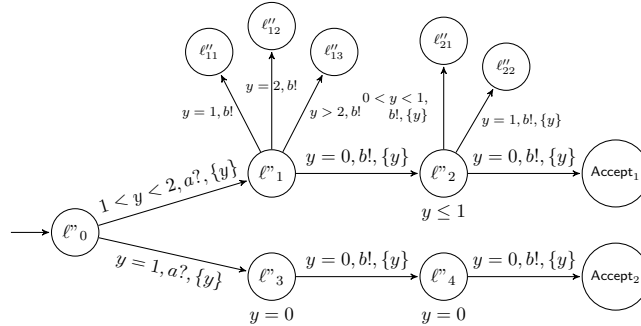 ℓ''₁₁
ℓ''₁₂
ℓ''₁₃
y = 1, b!
y = 2, b!
y > 2, b!
ℓ''₂₁
ℓ''₂₂
0 < y < 1,
b!, {y}
y = 1, b!, {y}
1 < y < 2, a?, {y}
ℓ”₁
y = 0, b!, {y}
ℓ”₂
y ≤ 1
y = 0, b!, {y}
Accept₁
ℓ”₀
y = 1, a?, {y}
ℓ”₃
y = 0
y = 0, b!, {y}
ℓ”₄
y = 0
y = 0, b!, {y}
Accept₂